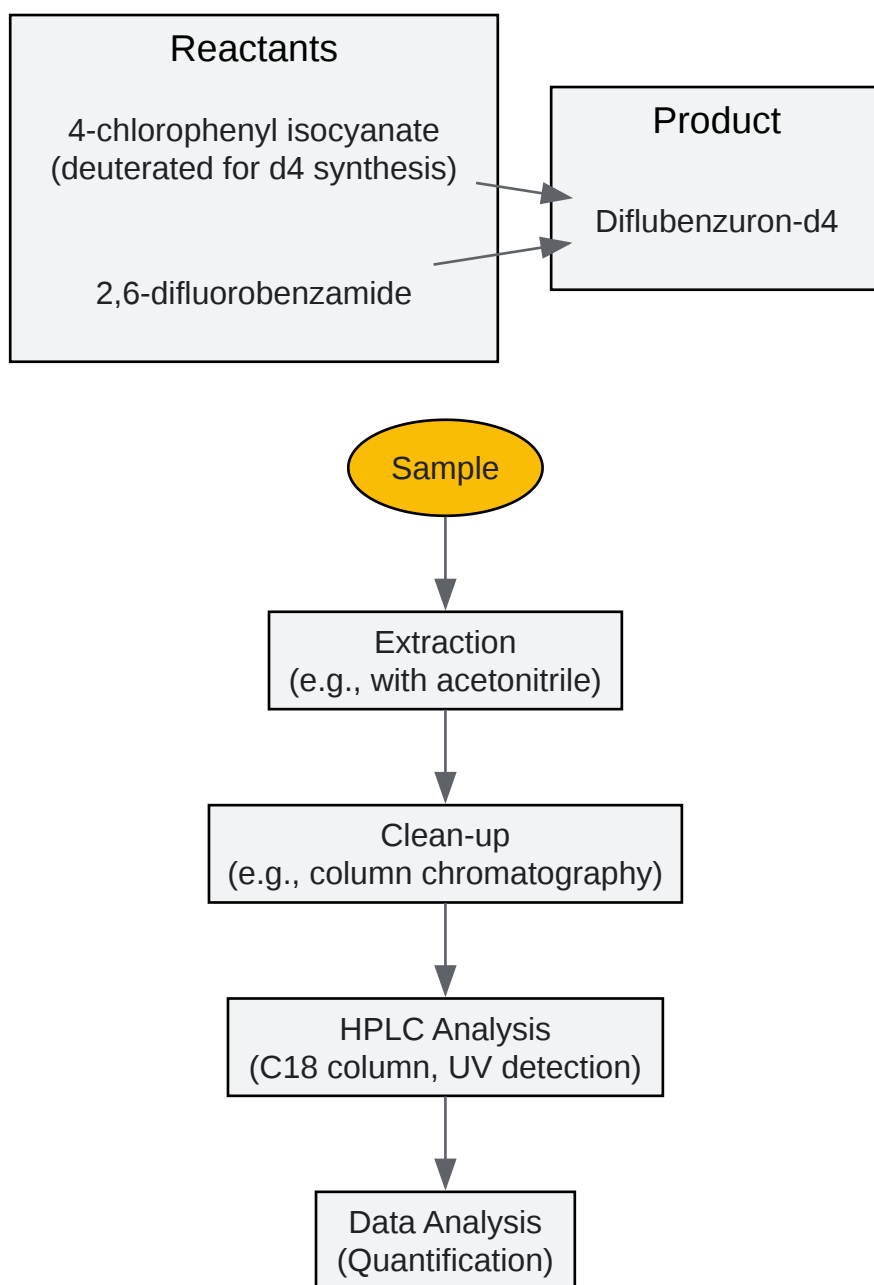 Reactants
4-chlorophenyl isocyanate
(deuterated for d4 synthesis)
2,6-difluorobenzamide
Product
Diflubenzuron-d4
Sample
Extraction
(e.g., with acetonitrile)
Clean-up
(e.g., column chromatography)
HPLC Analysis
(C18 column, UV detection)
Data Analysis
(Quantification)